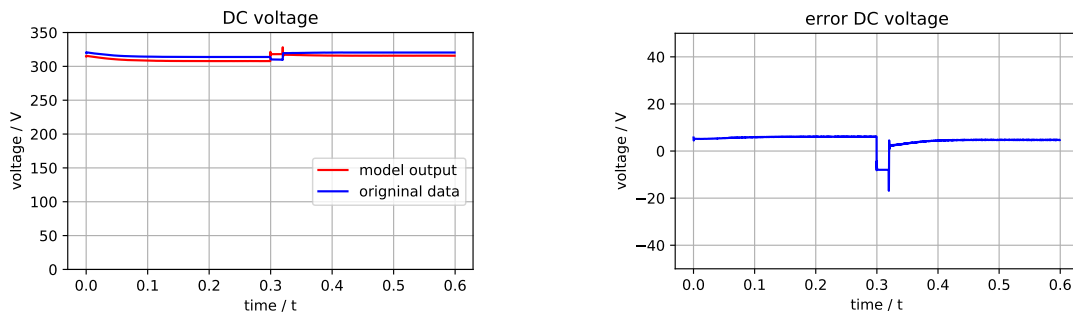 DC voltage
350
300
250
200
150
100
50
0
voltage / V
model output
origninal data
0.0 0.1 0.2 0.3 0.4 0.5 0.6
time / t
error DC voltage
40
20
0
−20
−40
voltage / V
0.0 0.1 0.2 0.3 0.4 0.5 0.6
time / t